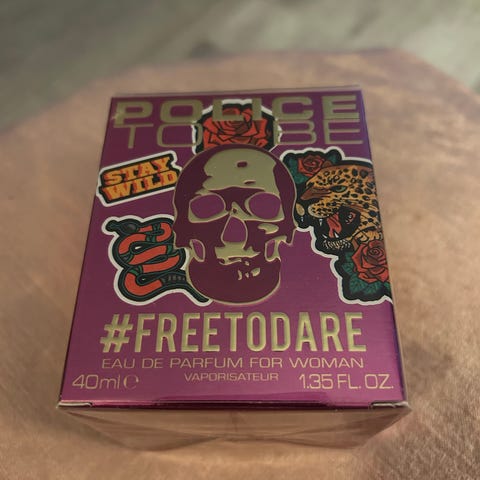 POLICE
TO BE
STAY
WILD
#FREETODARE
EAU DE PARFUM FOR WOMAN
40ml ℮ VAPORISATEUR 1.35 FL. OZ.